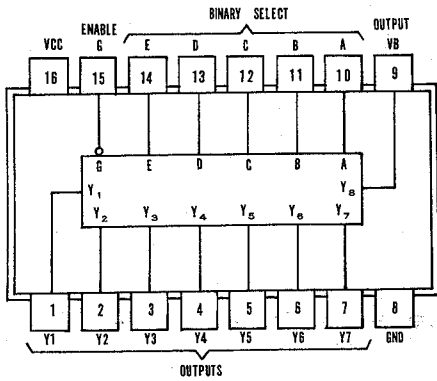 BINARY SELECT
ENABLE OUTPUT
VCC G E D C B A VB
16 15 14 13 12 11 10 9
G E D C B A
Y1 Y8
Y2 Y3 Y4 Y5 Y6 Y7
1 2 3 4 5 6 7 8
Y1 Y2 Y3 Y4 Y5 Y6 Y7 GND
OUTPUTS